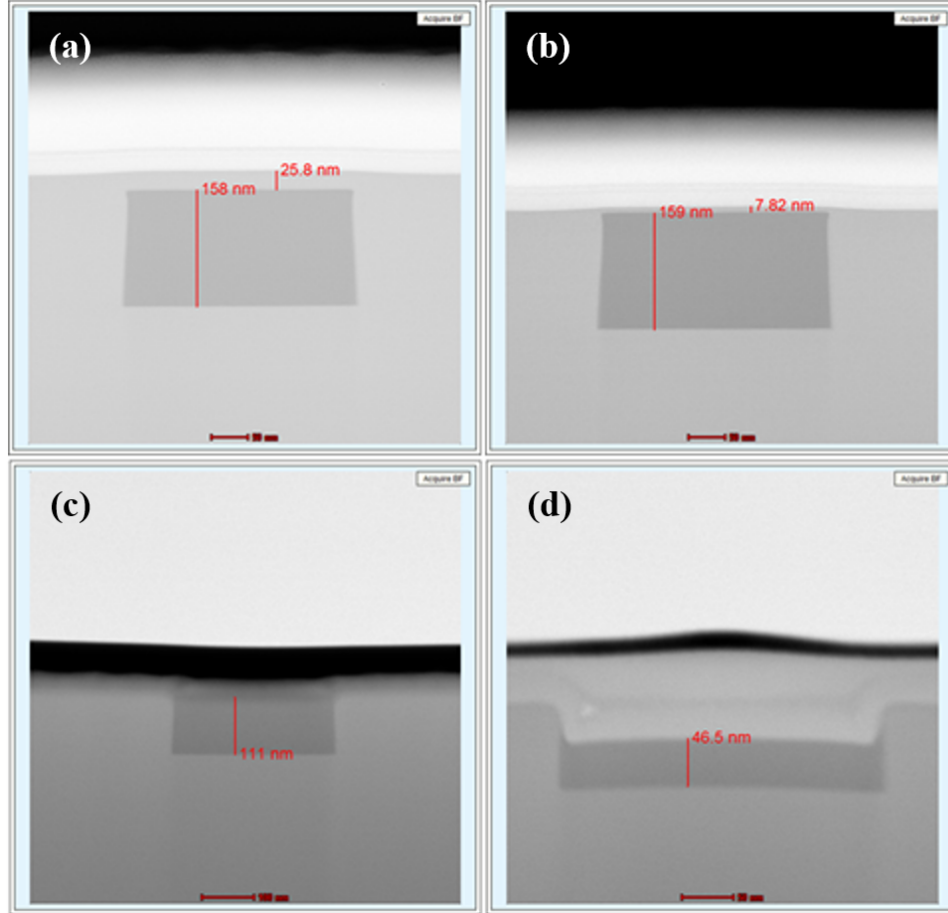 Acquire BF
(a)
25.8 nm
158 nm
Acquire BF
(b)
7.82 nm
159 nm
Acquire BF
(c)
111 nm
Acquire BF
(d)
46.5 nm